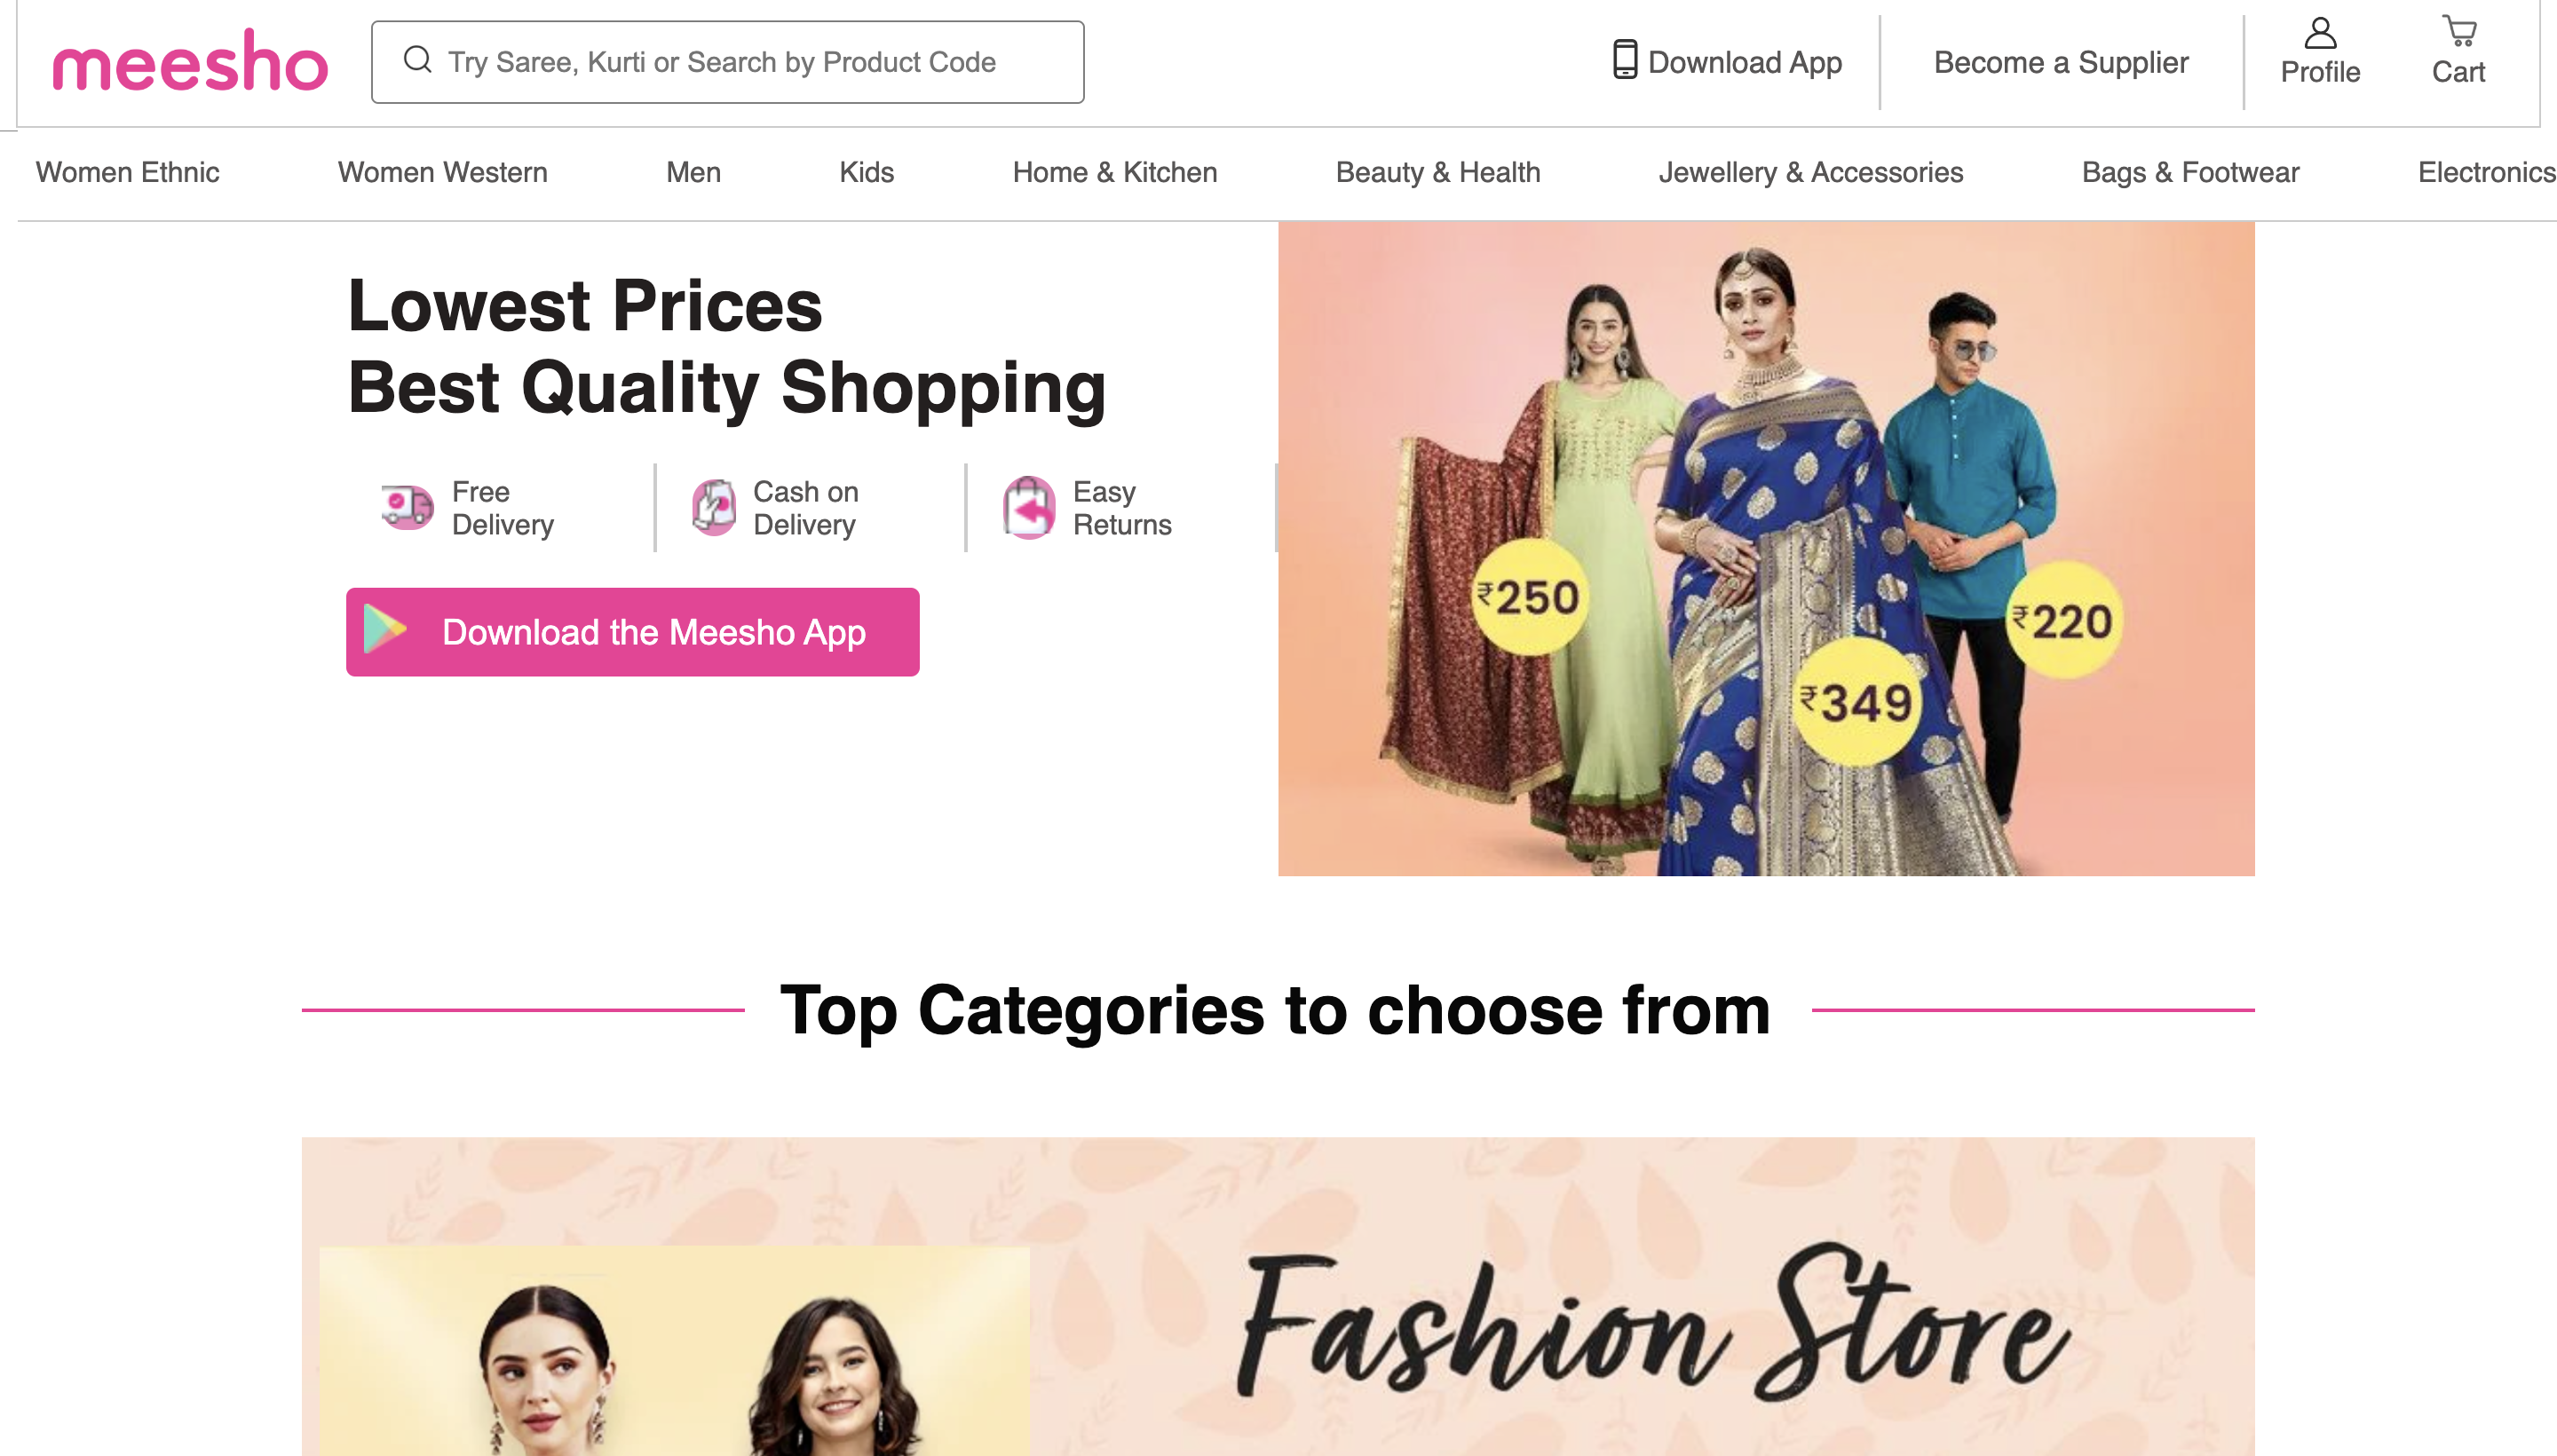 meesho
Try Saree, Kurti or Search by Product Code
Download App
Become a Supplier
Profile
Cart
Women Ethnic
Women Western
Men
Kids
Home & Kitchen
Beauty & Health
Jewellery & Accessories
Bags & Footwear
Electronics
Lowest Prices
Best Quality Shopping
Free
Delivery
Cash on
Delivery
Easy
Returns
Download the Meesho App
₹250
₹349
₹220
Top Categories to choose from
Fashion Store